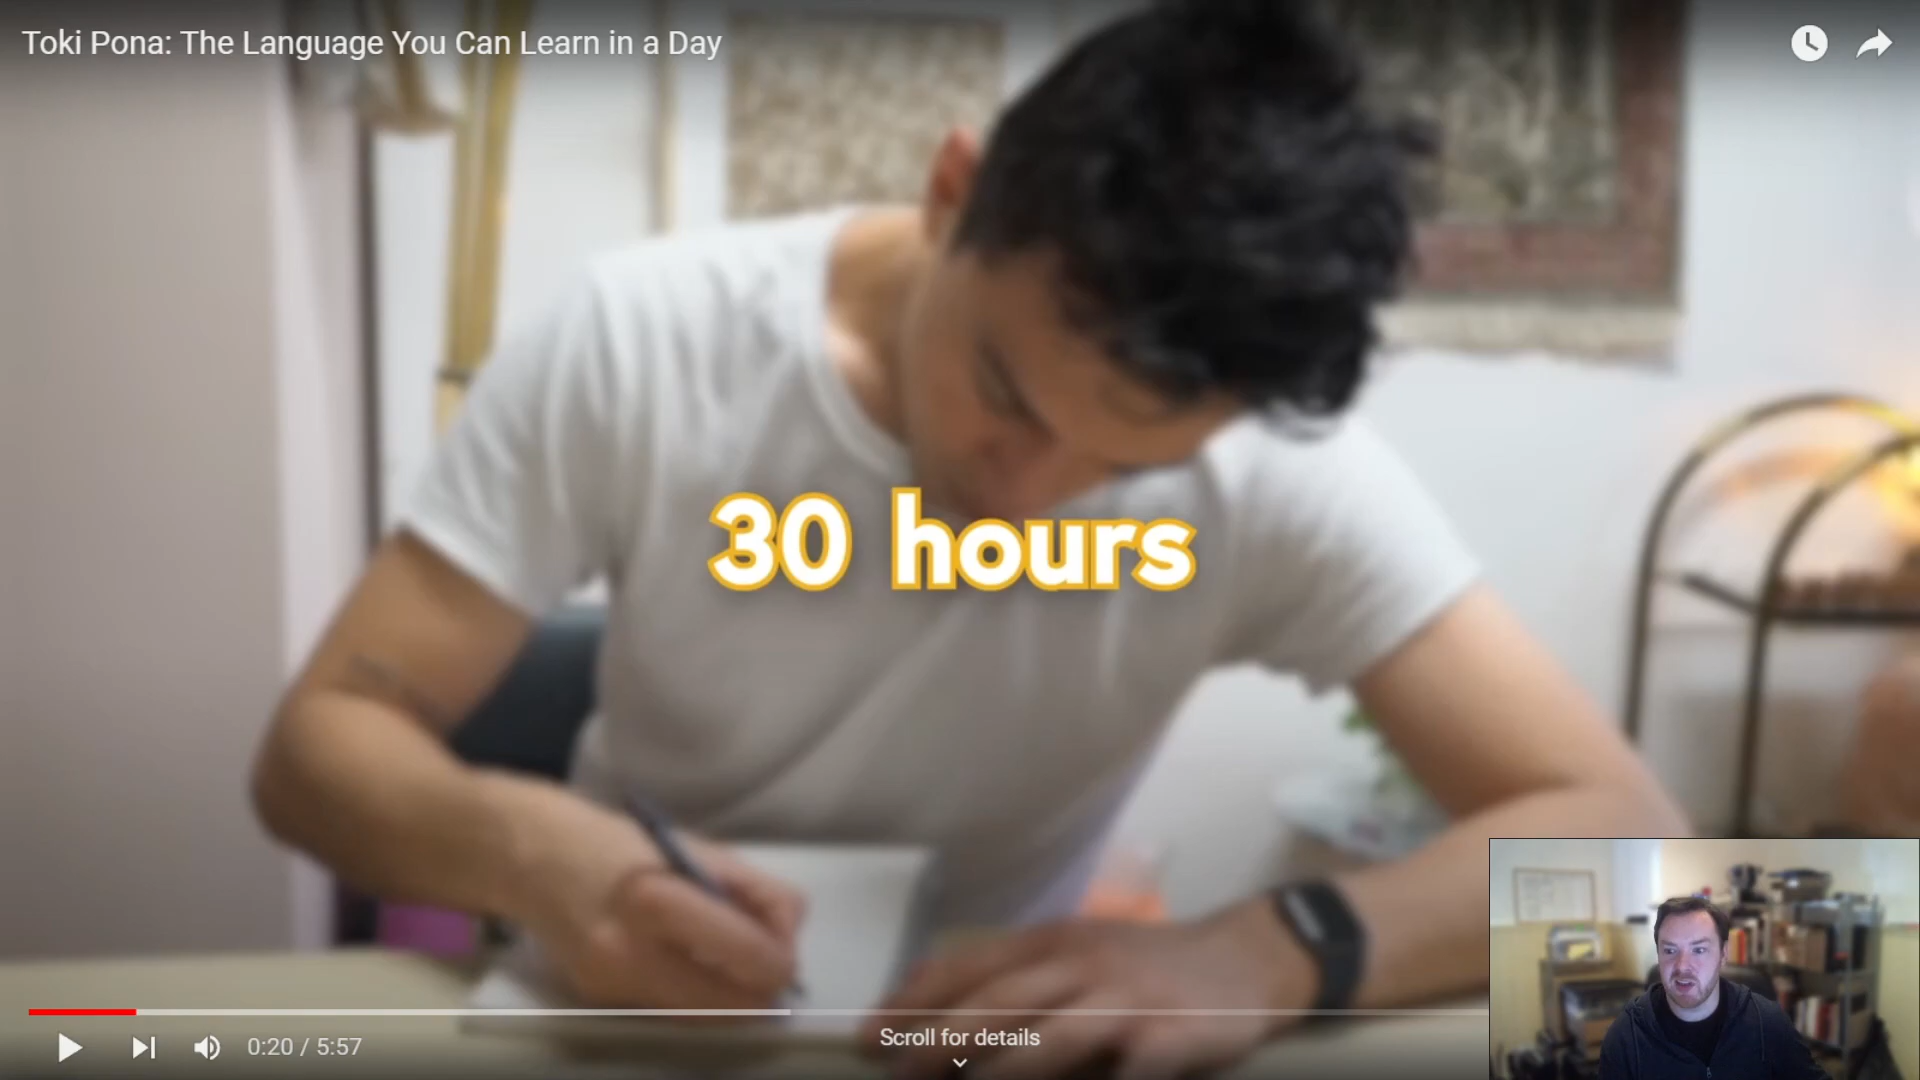 Toki Pona: The Language You Can Learn in a Day
30 hours
Scroll for details
0:20 / 5:57